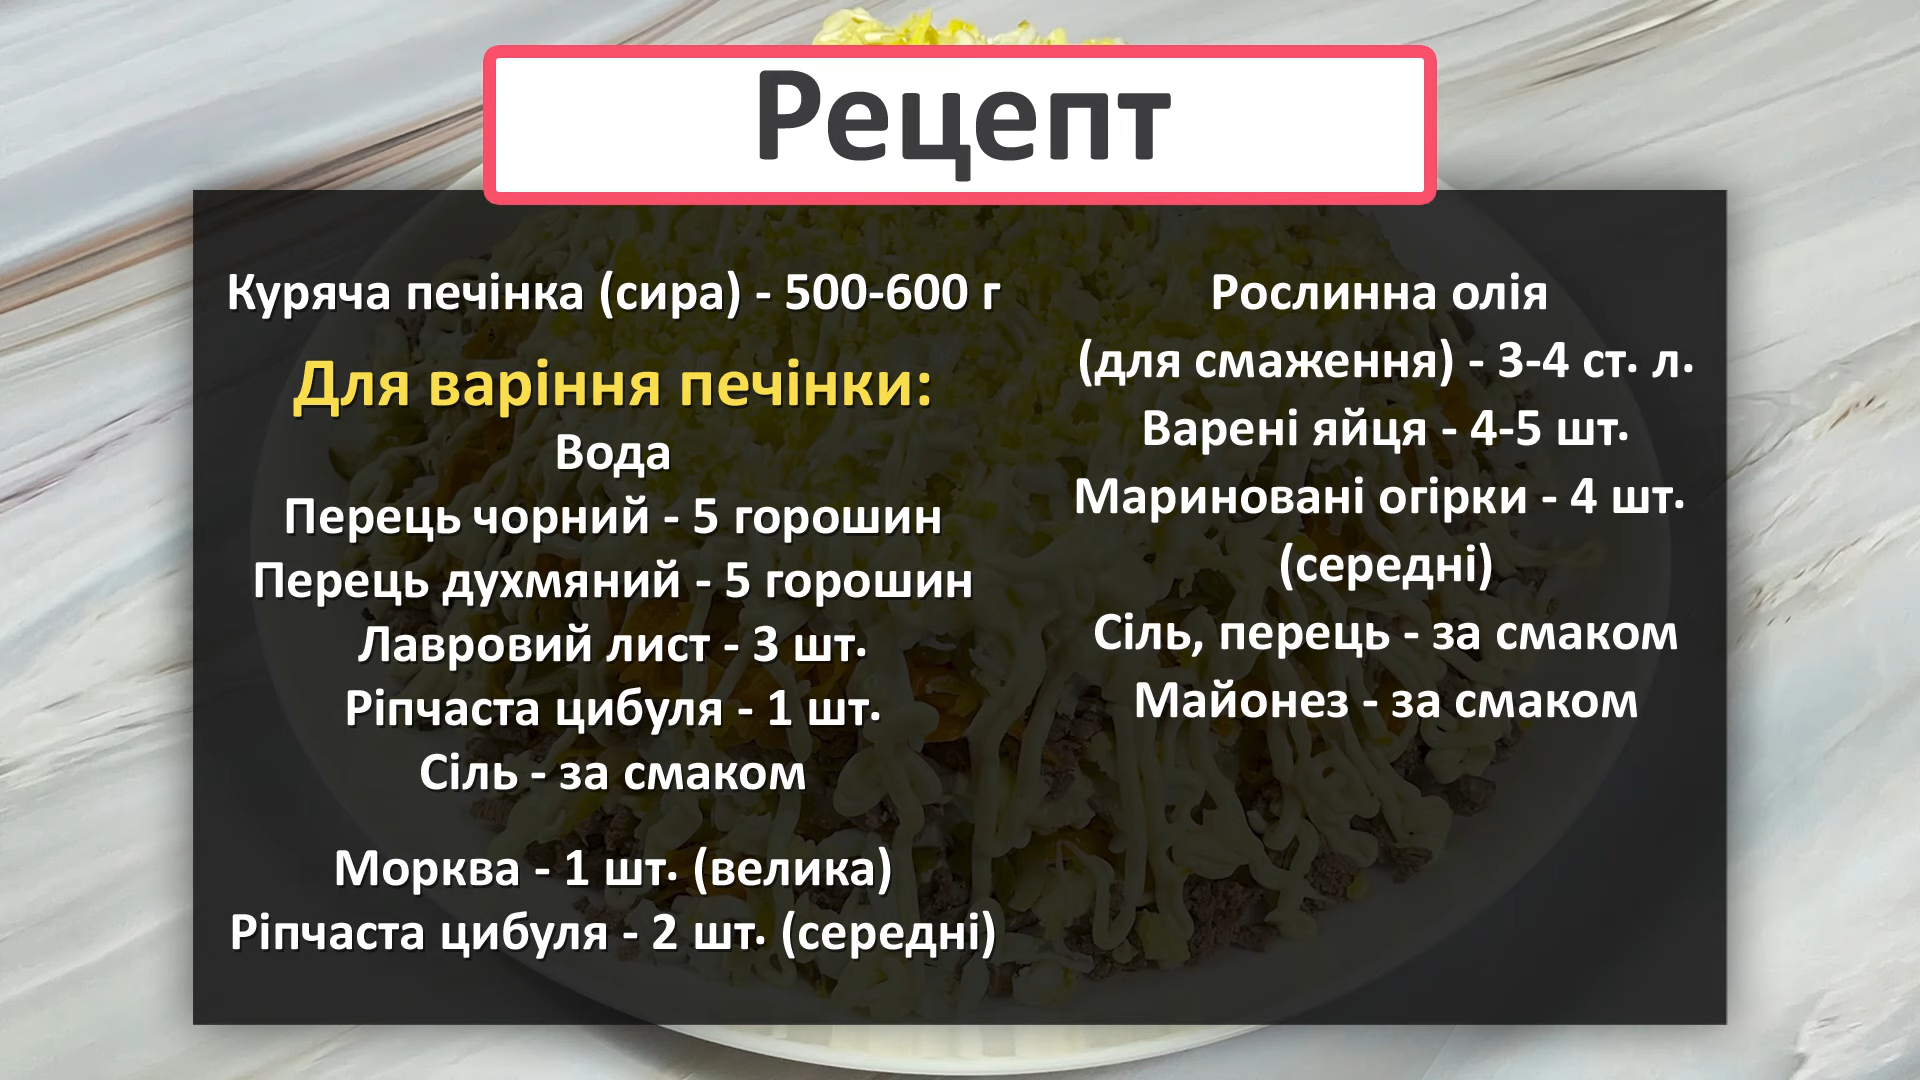 Рецепт
Куряча печінка (сира) - 500-600 г
Для варіння печінки:
Вода
Перець чорний - 5 горошин
Перець духмяний - 5 горошин
Лавровий лист - 3 шт.
Ріпчаста цибуля - 1 шт.
Сіль - за смаком
Морква - 1 шт. (велика)
Ріпчаста цибуля - 2 шт. (середні)
Рослинна олія
(для смаження) - 3-4 ст. л.
Варені яйця - 4-5 шт.
Мариновані огірки - 4 шт.
(середні)
Сіль, перець - за смаком
Майонез - за смаком